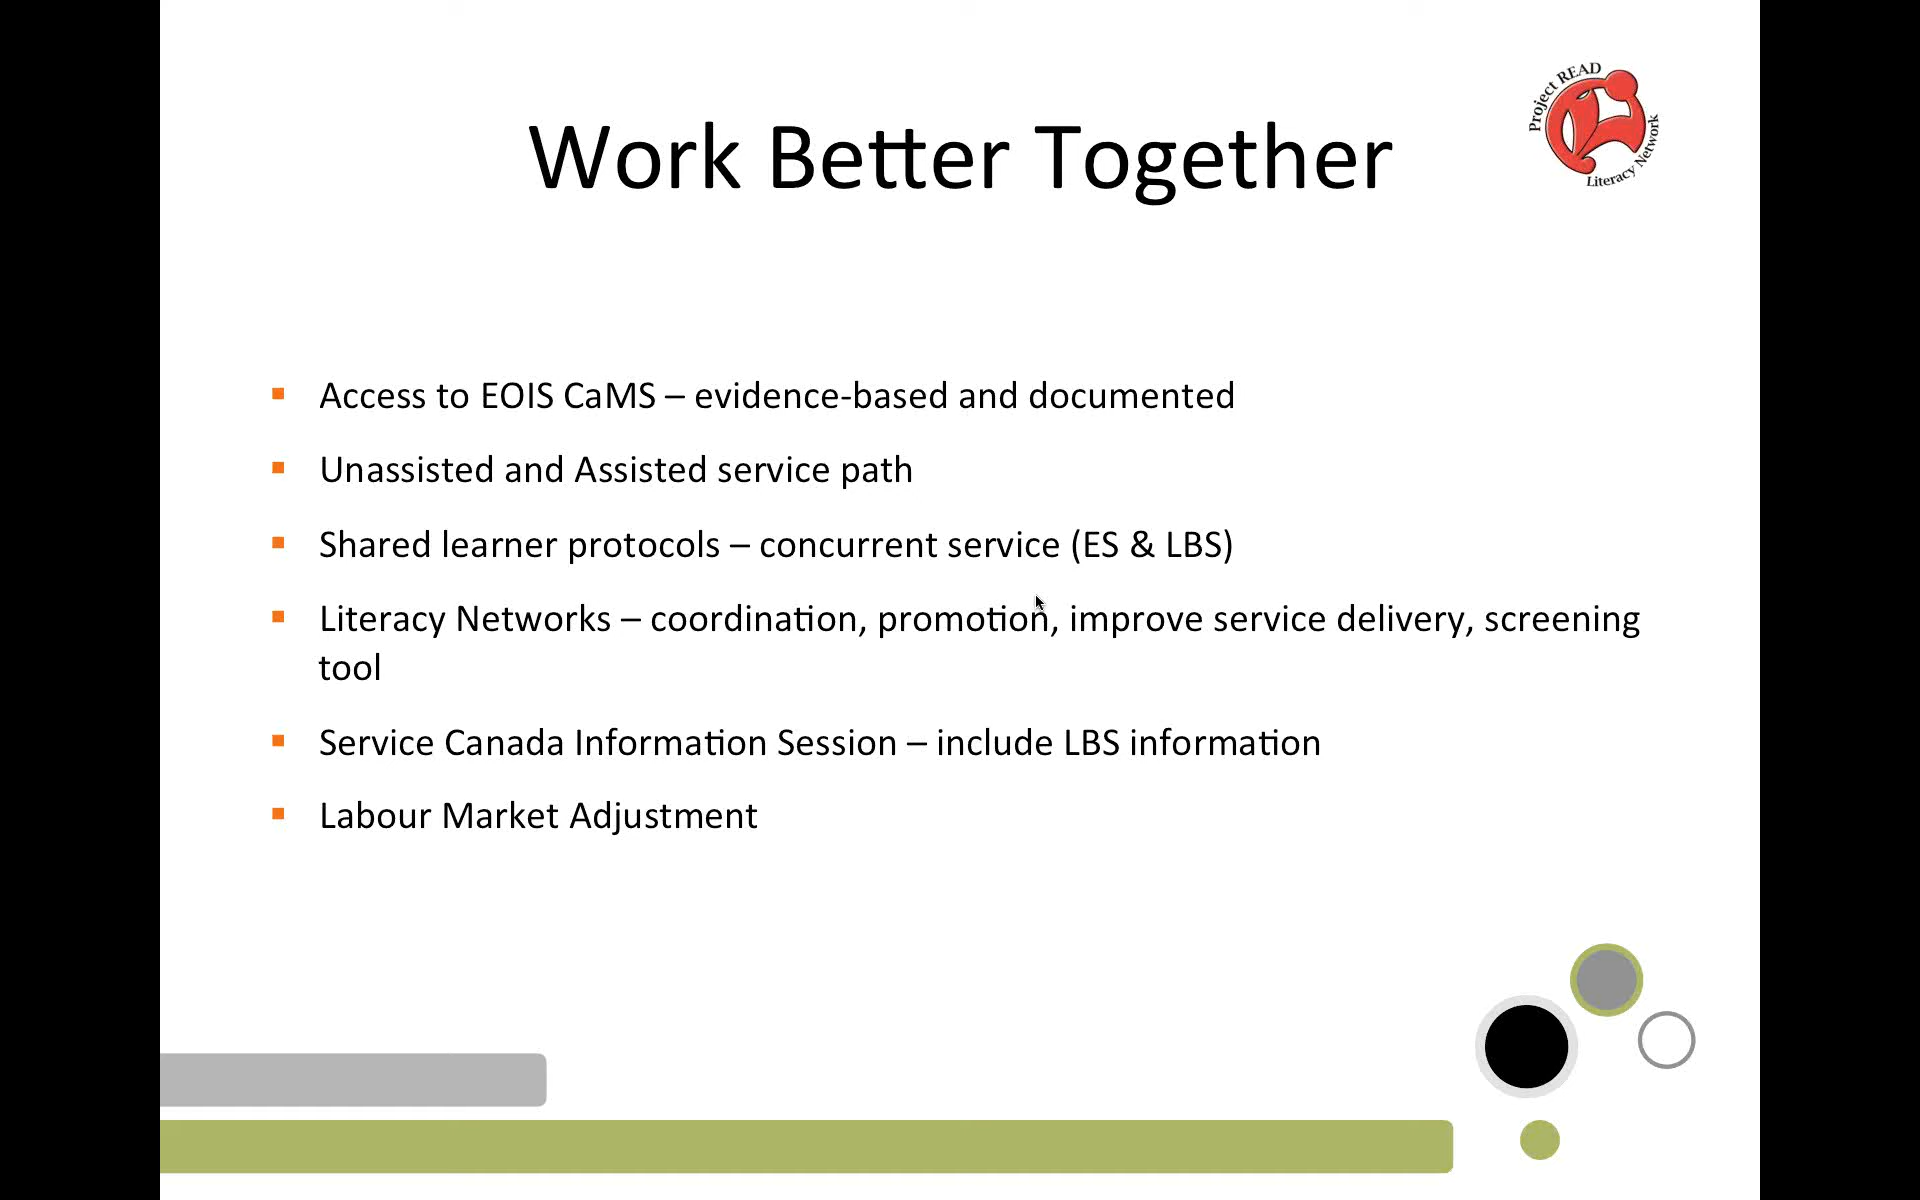 Project READ
Literacy Network
Work Better Together
Access to EOIS CaMS – evidence-based and documented
Unassisted and Assisted service path
Shared learner protocols – concurrent service (ES & LBS)
Literacy Networks – coordination, promotion, improve service delivery, screening
tool
Service Canada Information Session – include LBS information
Labour Market Adjustment